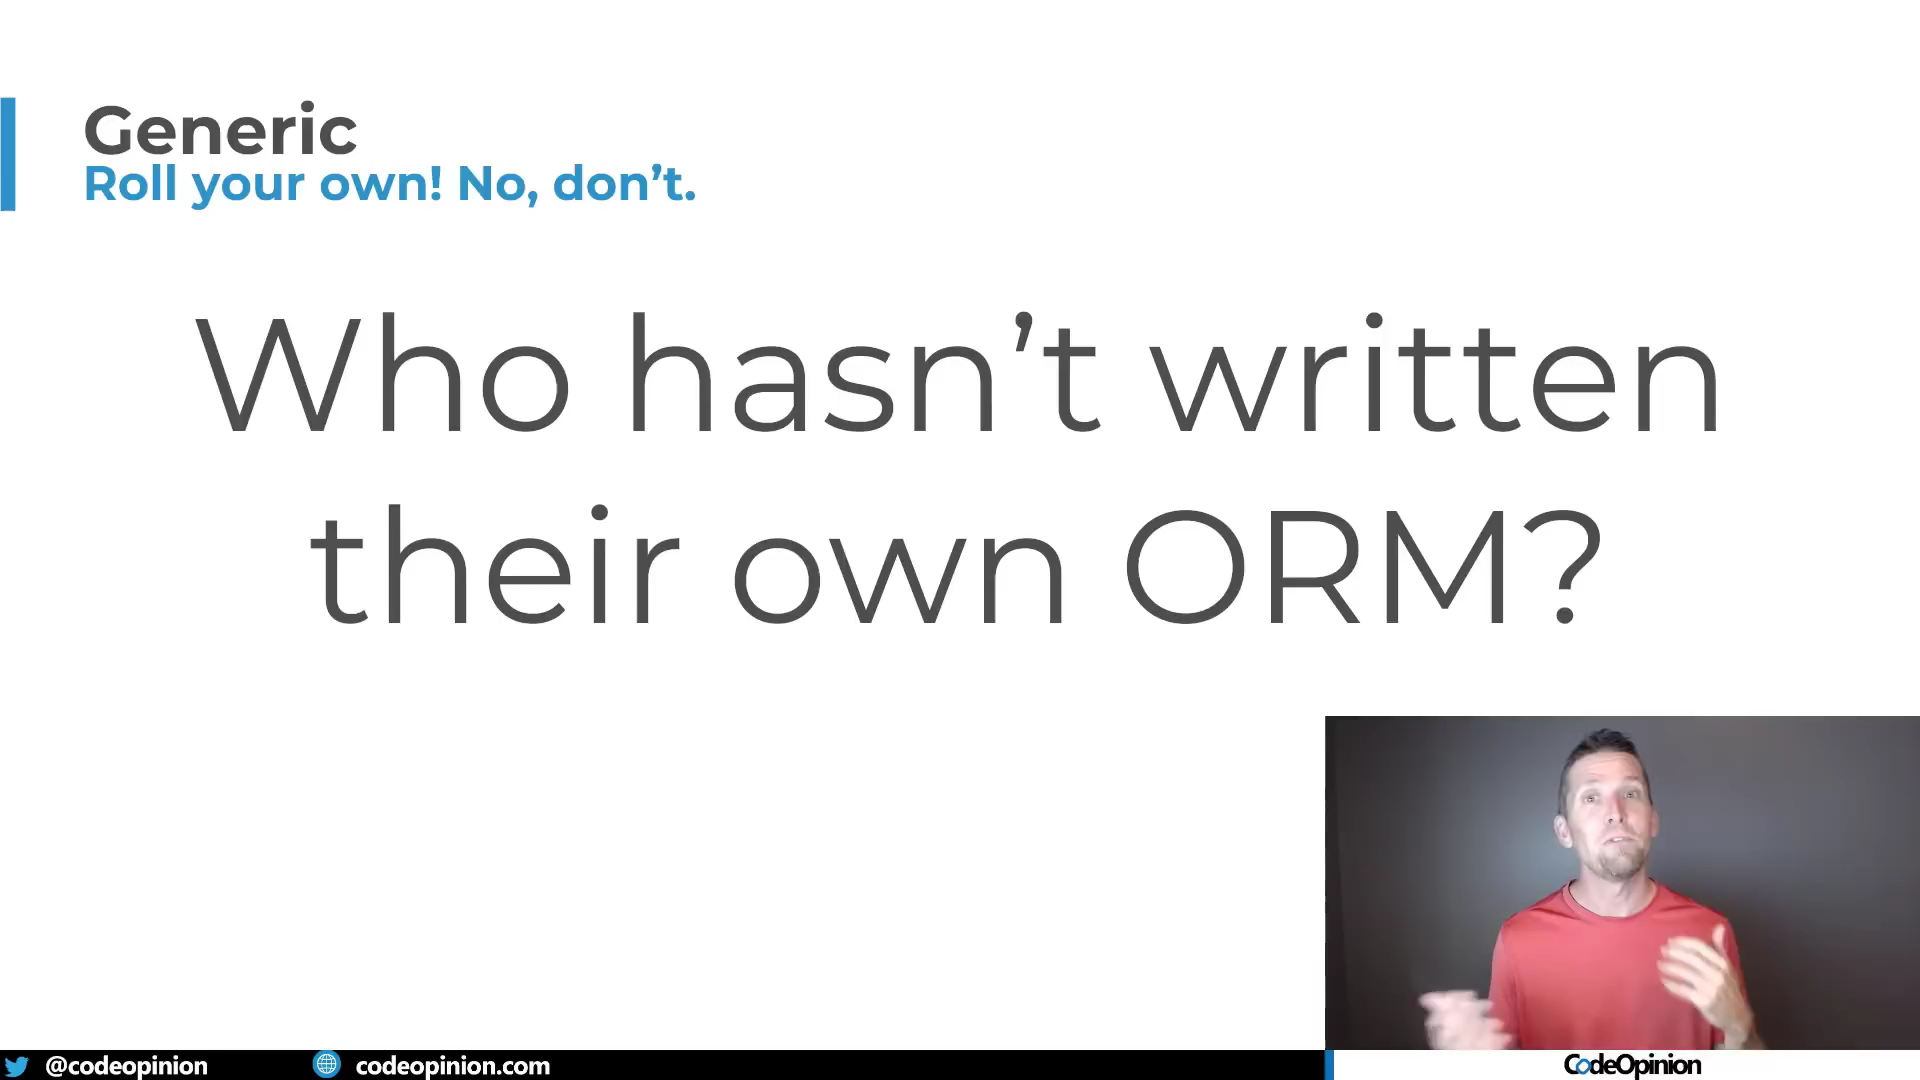 Generic
Roll your own! No, don’t.
Who hasn’t written
their own ORM?
@codeopinion
codeopinion.com
CodeOpinion